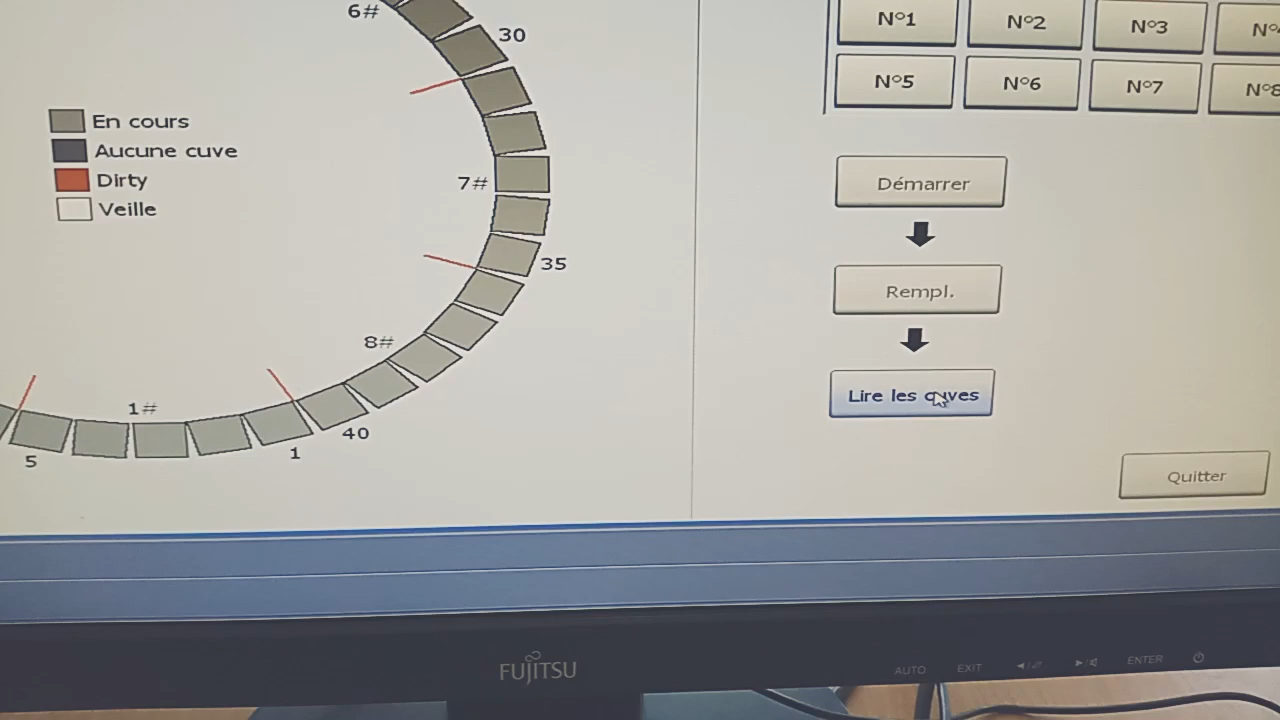 6#
30
7#
35
8#
40
1
1#
5
En cours
Aucune cuve
Dirty
Veille
N°1 N°2 N°3
N°5 N°6 N°7 N°8
Démarrer
Rempl.
Lire les cuves
Quitter
FUJITSU
AUTO EXIT ENTER